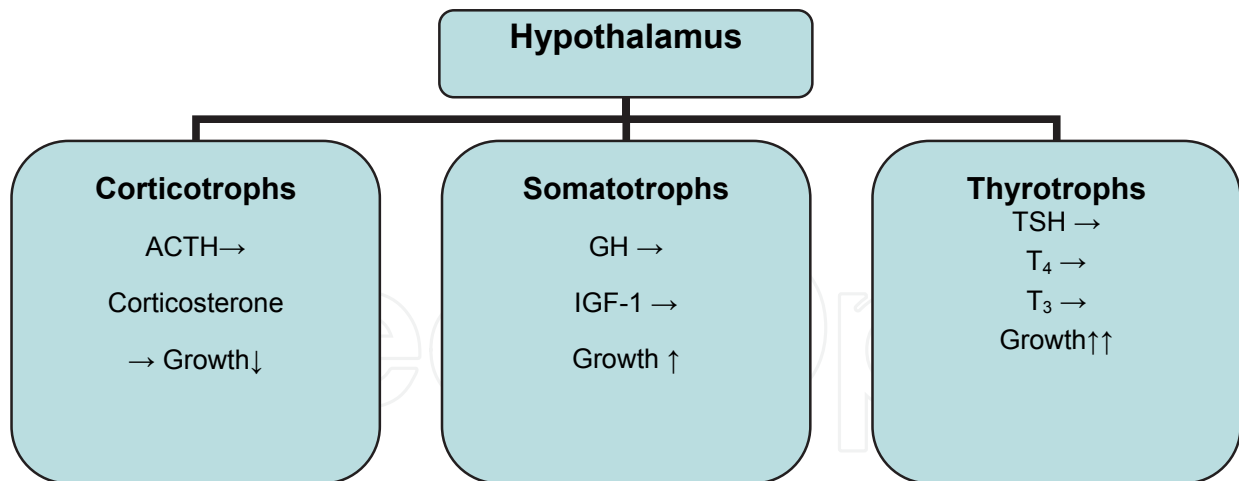 Hypothalamus
Corticotrophs
ACTH→
Corticosterone
→ Growth↓
Somatotrophs
GH →
IGF-1 →
Growth ↑
Thyrotrophs
TSH →
T₄ →
T₃ →
Growth↑↑